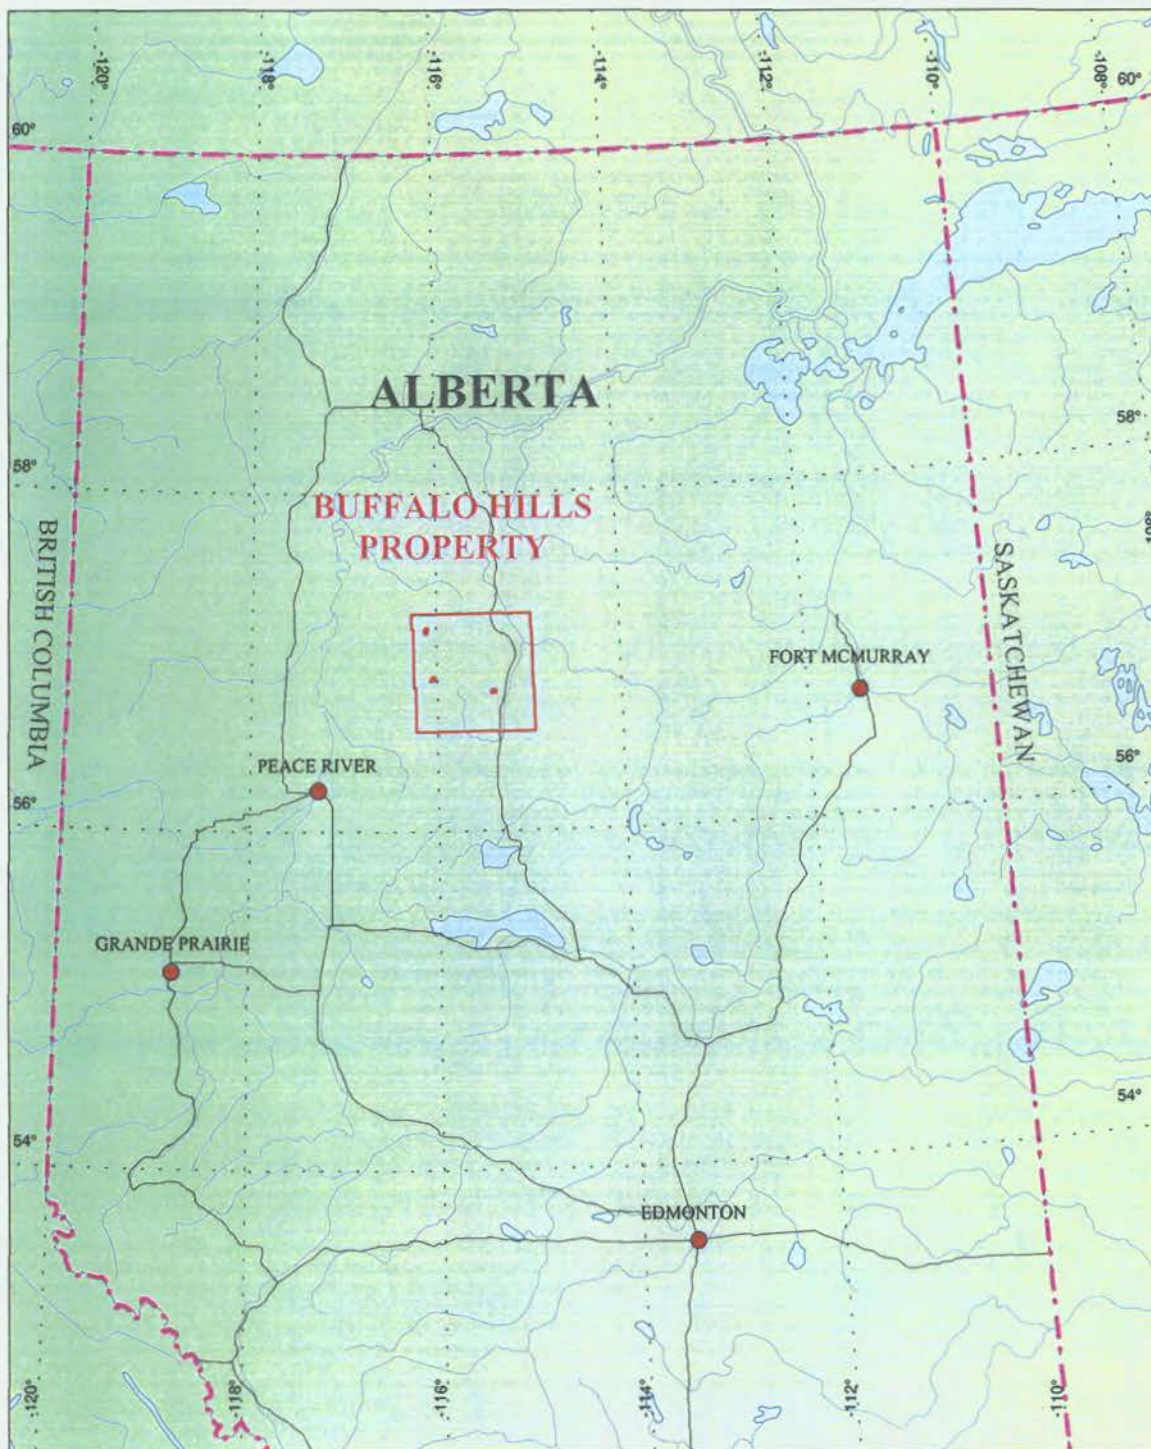 -120°
-118°
-116°
-114°
-112°
-110°
-108°
60°
60°
ALBERTA
58°
58°
BUFFALO HILLS
PROPERTY
BRITISH COLUMBIA
SASKATCHEWAN
FORT MCMURRAY
PEACE RIVER
56°
56°
GRANDE PRAIRIE
54°
54°
EDMONTON
-120°
-118°
-116°
-114°
-112°
-110°